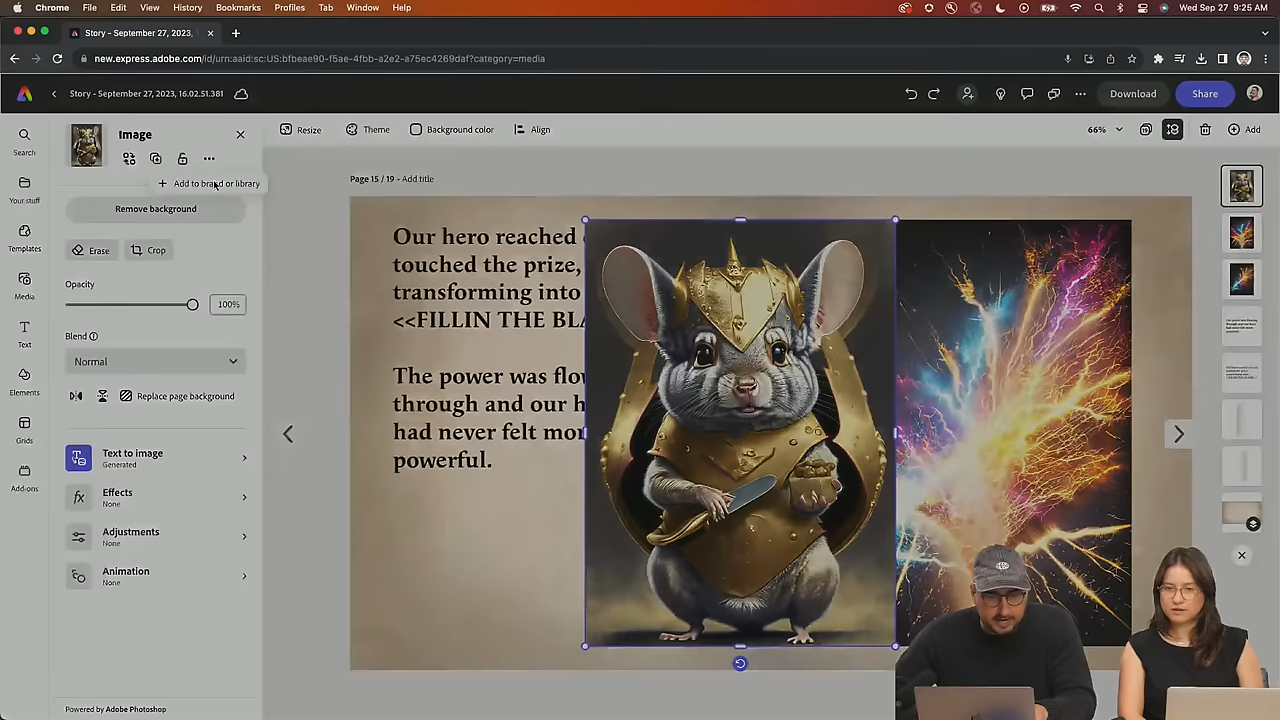 Chrome File Edit View History Bookmarks Profiles Tab Window Help
Wed Sep 27 9:25 AM
Story - September 27, 2023,
new.express.adobe.com/id/urn:aaid:sc:US:bfbeae90-f5ae-4fbb-a2e2-a75ec4269daf?category=media
Story - September 27, 2023, 16.02.51.381
Download
Share
Search
Your stuff
Templates
Media
Text
Elements
Grids
Add-ons
Image
Add to brand or library
Remove background
Erase
Crop
Opacity
100%
Blend
Normal
Replace page background
Text to image
Generated
Effects
None
Adjustments
None
Animation
None
Powered by Adobe Photoshop
Resize
Theme
Background color
Align
66%
Add
Page 15 / 19 - Add title
Our hero reached
touched the prize,
transforming into
<<FILLIN THE BLA
The power was flov
through and our h
had never felt mor
powerful.